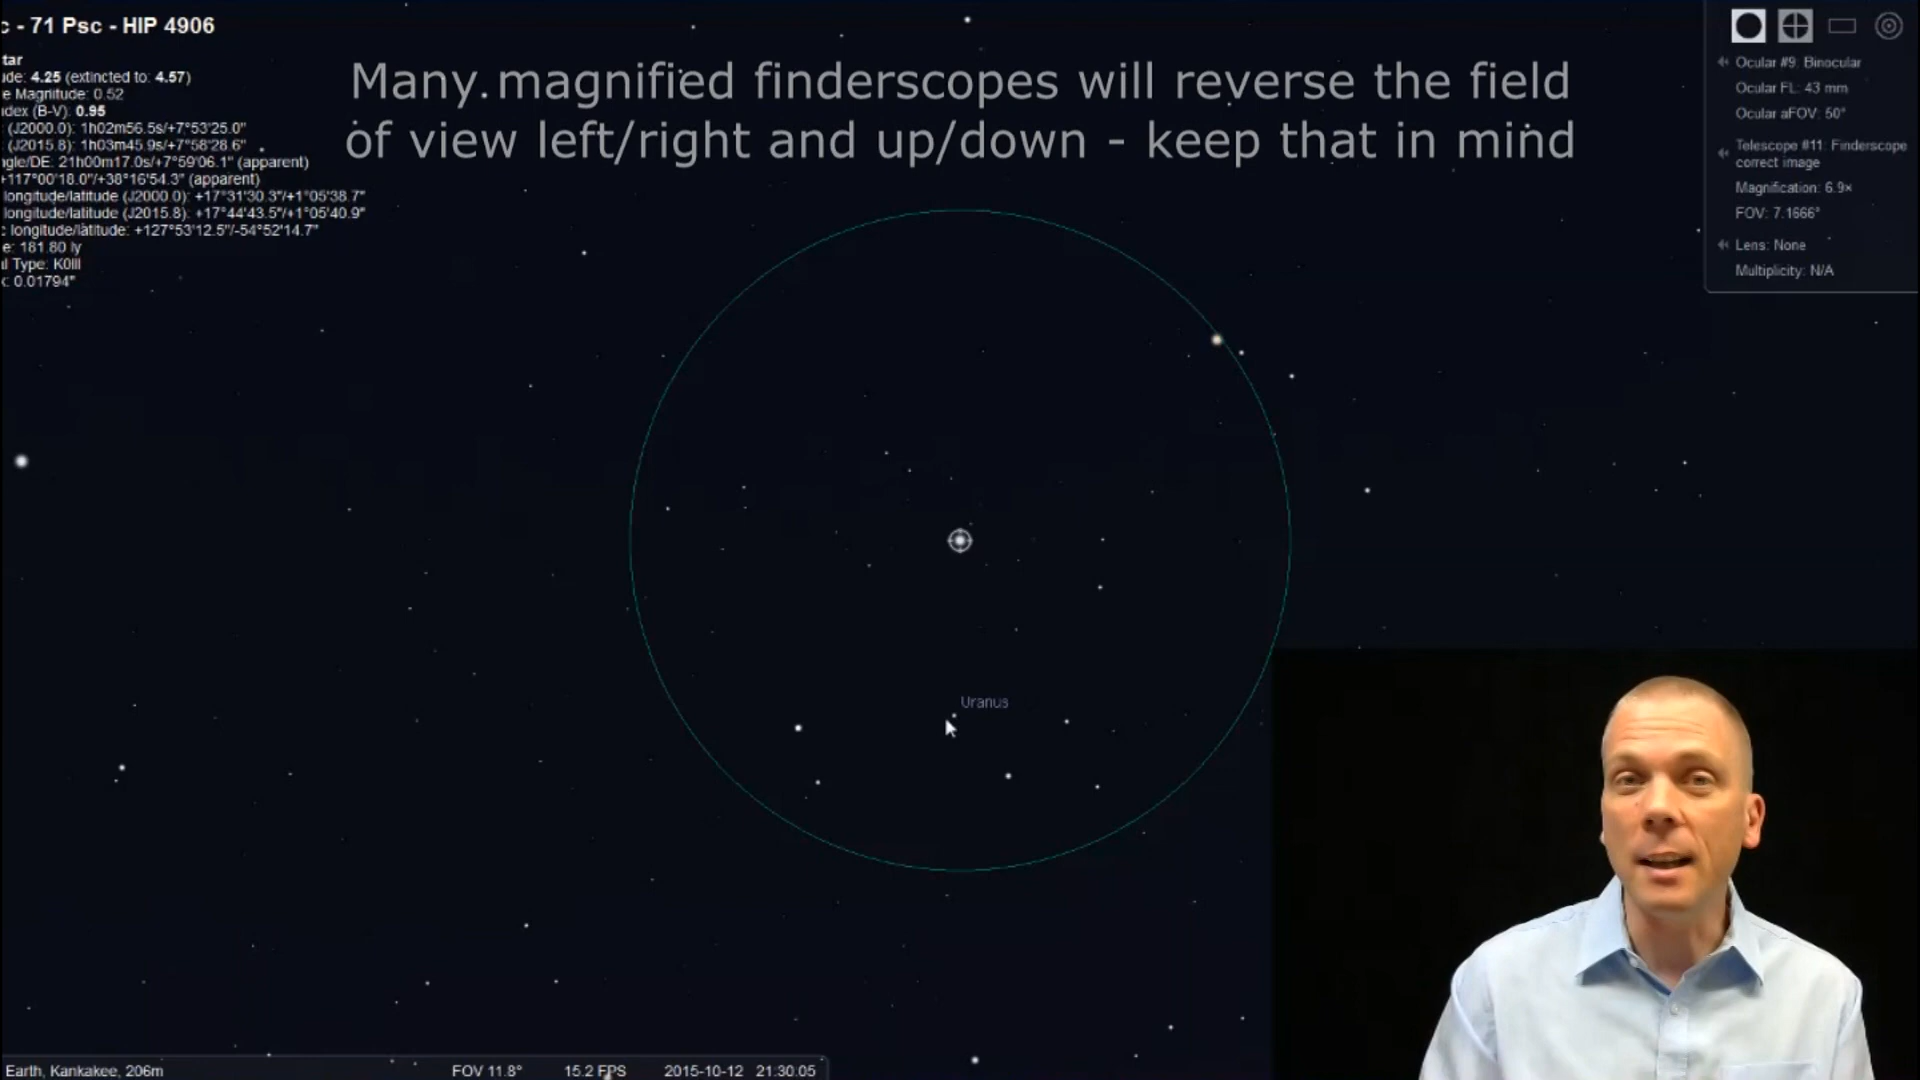 c - 71 Psc - HIP 4906
tar
ude: 4.25 (extincted to: 4.57)
e Magnitude: 0.52
ndex (B-V): 0.95
(J2000.0): 1h02m56.5s/+7°53'25.0"
(J2015.8): 1h03m45.9s/+7°58'28.6"
ngle/DE: 21h00m17.0s/+7°59'06.1" (apparent)
+117°00'18.0"/+38°16'54.3" (apparent)
longitude/latitude (J2000.0): +17°31'30.3"/+1°05'38.7"
longitude/latitude (J2015.8): +17°44'43.5"/+1°05'40.9"
c longitude/latitude: +127°53'12.5"/-54°52'14.7"
e: 181.80 ly
al Type: K0III
x: 0.01794"
Many magnified finderscopes will reverse the field
of view left/right and up/down - keep that in mind
Ocular #9: Binocular
Ocular FL: 43 mm
Ocular aFOV: 50°
Telescope #11: Finderscope
correct image
Magnification: 6.9×
FOV: 7.1666°
Lens: None
Multiplicity: N/A
Uranus
Earth, Kankakee, 206m FOV 11.8° 15.2 FPS 2015-10-12 21:30:05